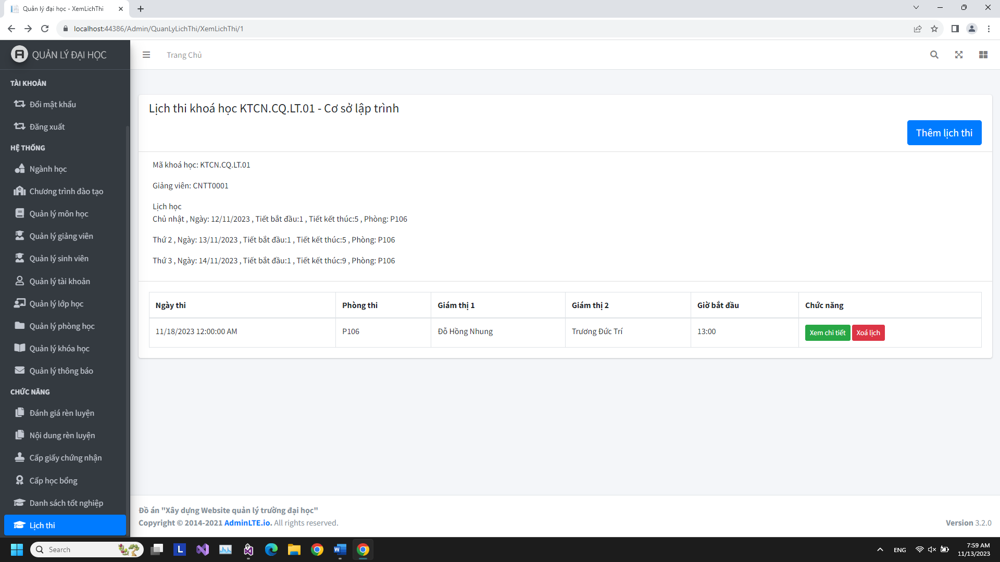 Quản lý đại học - XemLichThi
localhost:44386/Admin/QuanLyLichThi/XemLichThi/1
QUẢN LÝ ĐẠI HỌC
Trang Chủ
TÀI KHOẢN
Đổi mật khẩu
Đăng xuất
HỆ THỐNG
Ngành học
Chương trình đào tạo
Quản lý môn học
Quản lý giảng viên
Quản lý sinh viên
Quản lý tài khoản
Quản lý lớp học
Quản lý phòng học
Quản lý khóa học
Quản lý thông báo
CHỨC NĂNG
Đánh giá rèn luyện
Nội dung rèn luyện
Cấp giấy chứng nhận
Cấp học bổng
Danh sách tốt nghiệp
Lịch thi
Lịch thi khoá học KTCN.CQ.LT.01 - Cơ sở lập trình
Thêm lịch thi
Mã khoá học: KTCN.CQ.LT.01
Giảng viên: CNTT0001
Lịch học
Chủ nhật , Ngày: 12/11/2023 , Tiết bắt đầu:1 , Tiết kết thúc:5 , Phòng: P106
Thứ 2 , Ngày: 13/11/2023 , Tiết bắt đầu:1 , Tiết kết thúc:5 , Phòng: P106
Thứ 3 , Ngày: 14/11/2023 , Tiết bắt đầu:1 , Tiết kết thúc:9 , Phòng: P106
Ngày thi Phòng thi Giám thị 1 Giám thị 2 Giờ bắt đầu Chức năng
11/18/2023 12:00:00 AM P106 Đỗ Hồng Nhung Trương Đức Trí 13:00 Xem chi tiết Xoá lịch
Đồ án "Xây dựng Website quản lý trường đại học"
Copyright © 2014-2021 AdminLTE.io. All rights reserved.
Version 3.2.0
Search
L
W
ENG
7:59 AM
11/13/2023